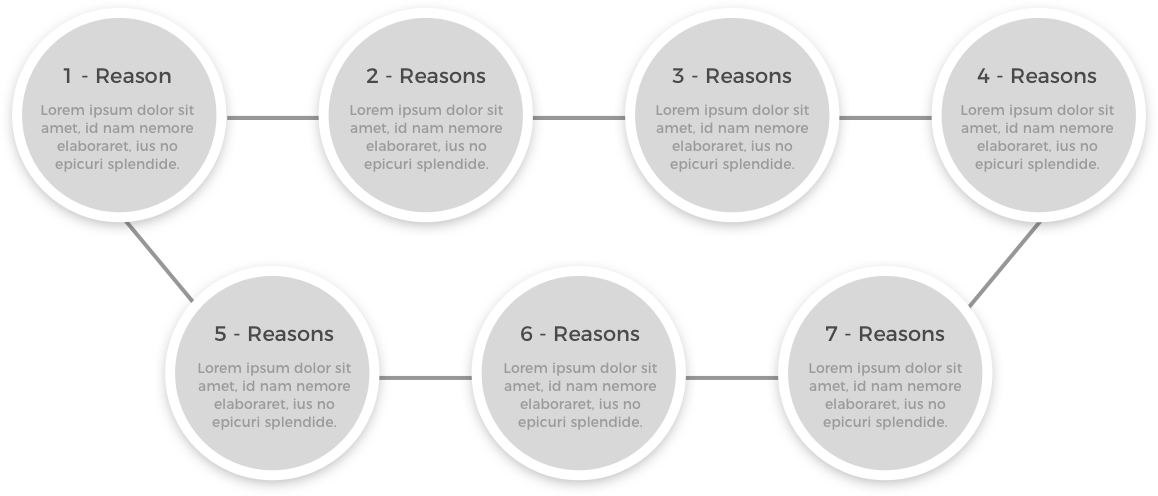 1 - Reason
Lorem ipsum dolor sit
amet, id nam nemore
elaboraret, ius no
epicuri splendide.
2 - Reasons
Lorem ipsum dolor sit
amet, id nam nemore
elaboraret, ius no
epicuri splendide.
3 - Reasons
Lorem ipsum dolor sit
amet, id nam nemore
elaboraret, ius no
epicuri splendide.
4 - Reasons
Lorem ipsum dolor sit
amet, id nam nemore
elaboraret, ius no
epicuri splendide.
5 - Reasons
Lorem ipsum dolor sit
amet, id nam nemore
elaboraret, ius no
epicuri splendide.
6 - Reasons
Lorem ipsum dolor sit
amet, id nam nemore
elaboraret, ius no
epicuri splendide.
7 - Reasons
Lorem ipsum dolor sit
amet, id nam nemore
elaboraret, ius no
epicuri splendide.